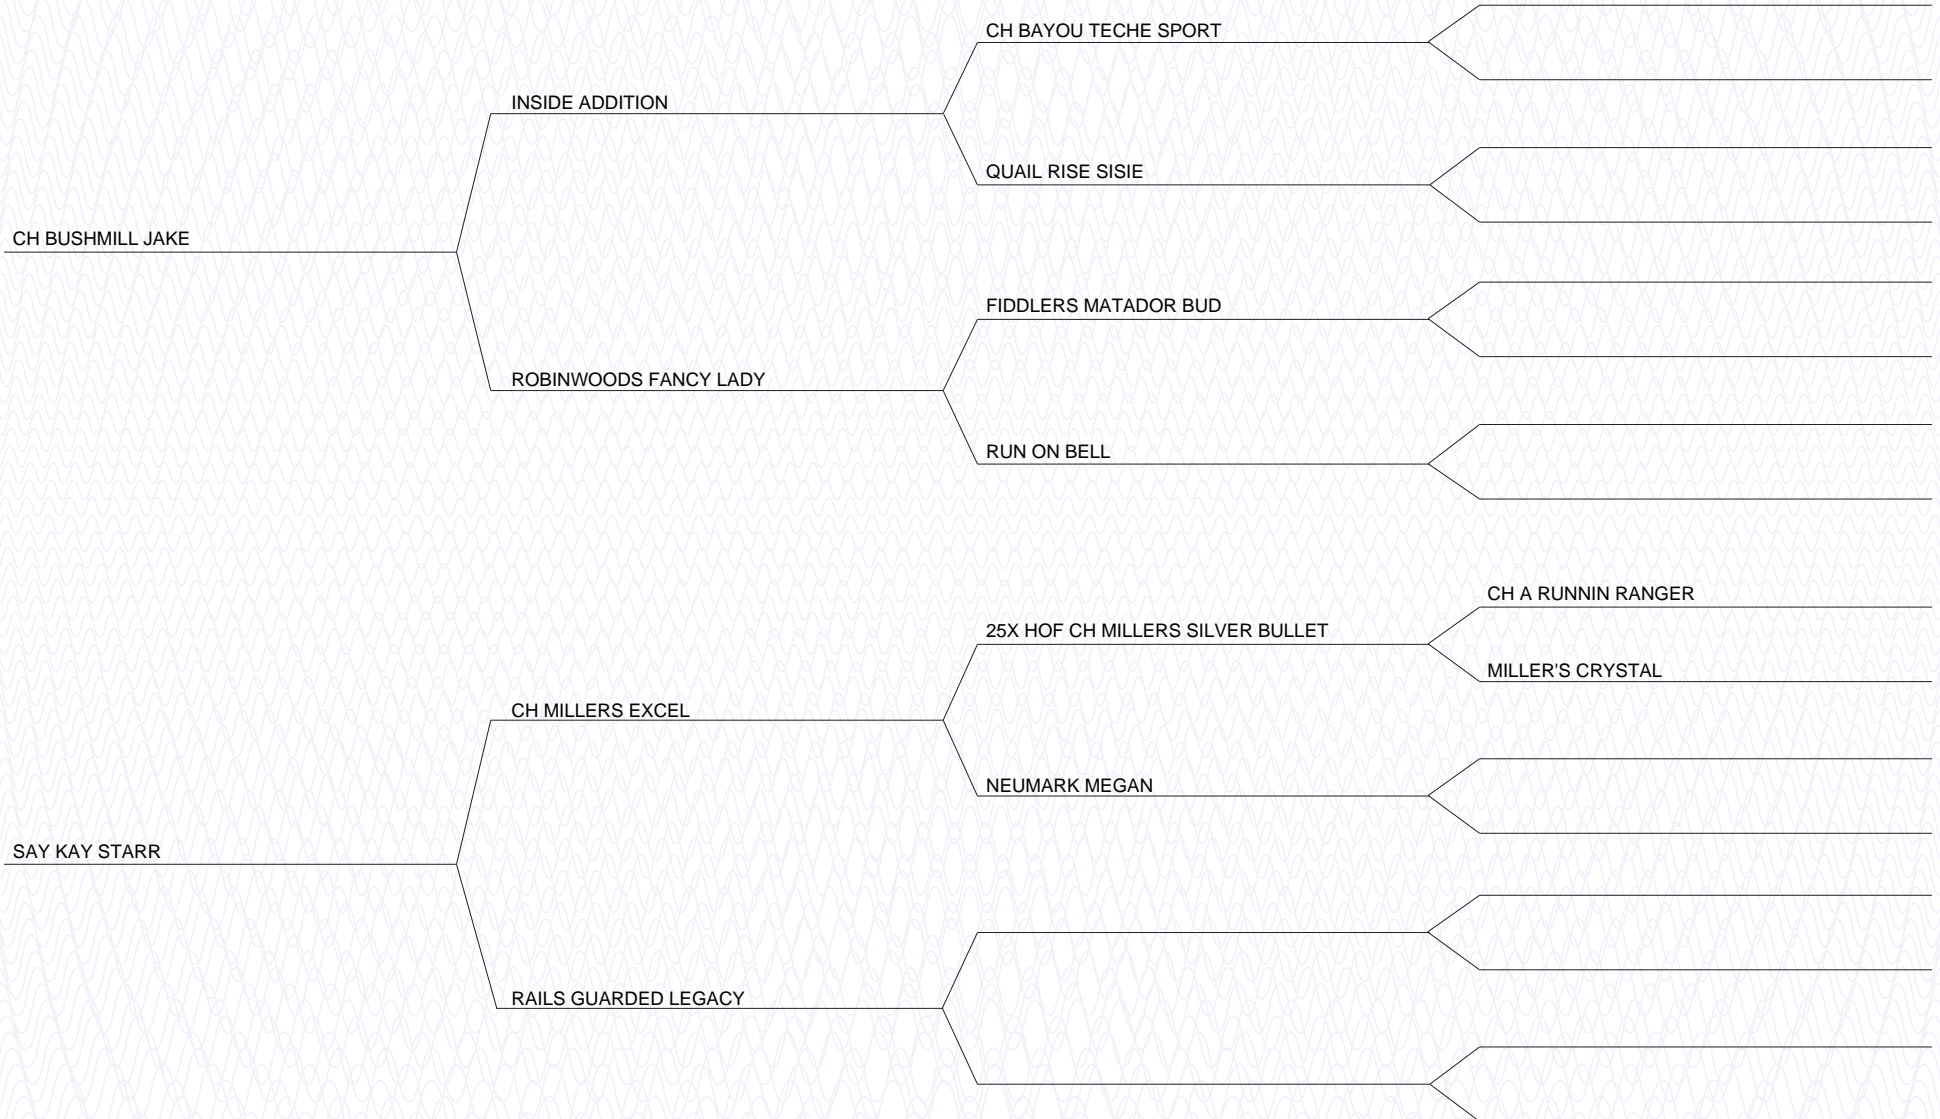 CH BAYOU TECHE SPORT
INSIDE ADDITION
QUAIL RISE SISIE
CH BUSHMILL JAKE
FIDDLERS MATADOR BUD
ROBINWOODS FANCY LADY
RUN ON BELL
CH A RUNNIN RANGER
25X HOF CH MILLERS SILVER BULLET
MILLER'S CRYSTAL
CH MILLERS EXCEL
NEUMARK MEGAN
SAY KAY STARR
RAILS GUARDED LEGACY